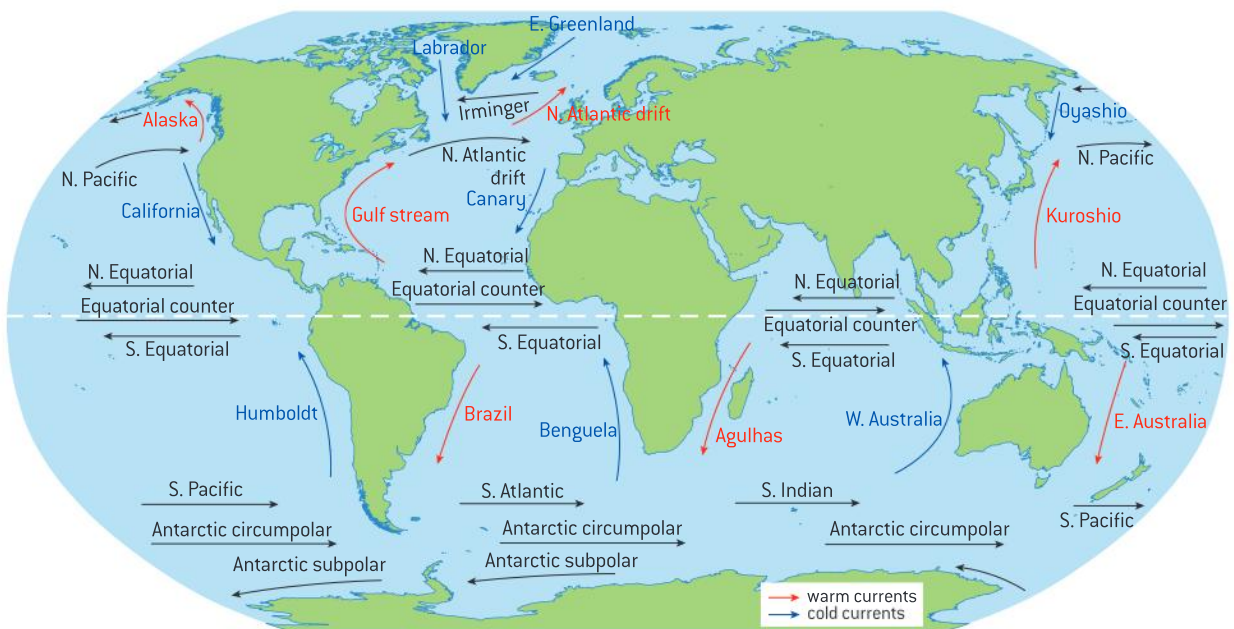 E. Greenland
Labrador
Irminger
Alaska
N. Atlantic drift
Oyashio
N. Pacific
N. Atlantic
drift
N. Pacific
California
Gulf stream
Canary
Kuroshio
N. Equatorial
N. Equatorial
N. Equatorial
N. Equatorial
Equatorial counter
Equatorial counter
Equatorial counter
Equatorial counter
S. Equatorial
S. Equatorial
S. Equatorial
S. Equatorial
Humboldt
Brazil
Benguela
Agulhas
W. Australia
E. Australia
S. Pacific
S. Atlantic
S. Indian
S. Pacific
Antarctic circumpolar
Antarctic circumpolar
Antarctic circumpolar
Antarctic subpolar
Antarctic subpolar
warm currents
cold currents